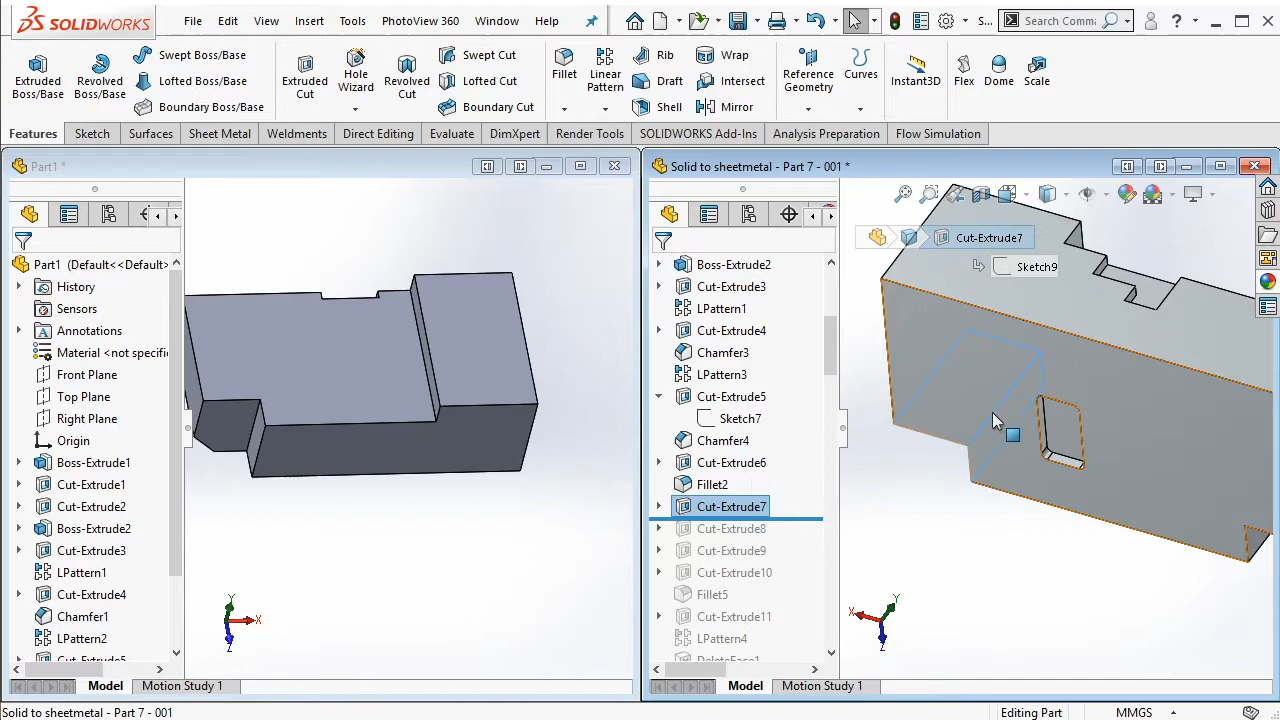 SOLIDWORKS File Edit View Insert Tools PhotoView 360 Window Help S... Search Comma ?
Extruded Boss/Base
Revolved Boss/Base
Swept Boss/Base
Lofted Boss/Base
Boundary Boss/Base
Extruded Cut
Hole Wizard
Revolved Cut
Swept Cut
Lofted Cut
Boundary Cut
Fillet
Linear Pattern
Rib
Draft
Shell
Wrap
Intersect
Mirror
Reference Geometry
Curves
Instant3D
Flex
Dome
Scale
Features Sketch Surfaces Sheet Metal Weldments Direct Editing Evaluate DimXpert Render Tools SOLIDWORKS Add-Ins Analysis Preparation Flow Simulation
Part1 *
Part1 (Default<<Default>
History
Sensors
A Annotations
Material <not specifi
Front Plane
Top Plane
Right Plane
Origin
Boss-Extrude1
Cut-Extrude1
Cut-Extrude2
Boss-Extrude2
Cut-Extrude3
LPattern1
Cut-Extrude4
Chamfer1
LPattern2
Cut-Extrude5
Y
X
Z
Model Motion Study 1
Solid to sheetmetal - Part 7 - 001 *
Boss-Extrude2
Cut-Extrude3
LPattern1
Cut-Extrude4
Chamfer3
LPattern3
Cut-Extrude5
Sketch7
Chamfer4
Cut-Extrude6
Fillet2
Cut-Extrude7
Cut-Extrude8
Cut-Extrude9
Cut-Extrude10
Fillet5
Cut-Extrude11
LPattern4
DeleteFace1
Cut-Extrude7
Sketch9
X
Y
Z
Model Motion Study 1
Solid to sheetmetal - Part 7 - 001 Editing Part MMGS